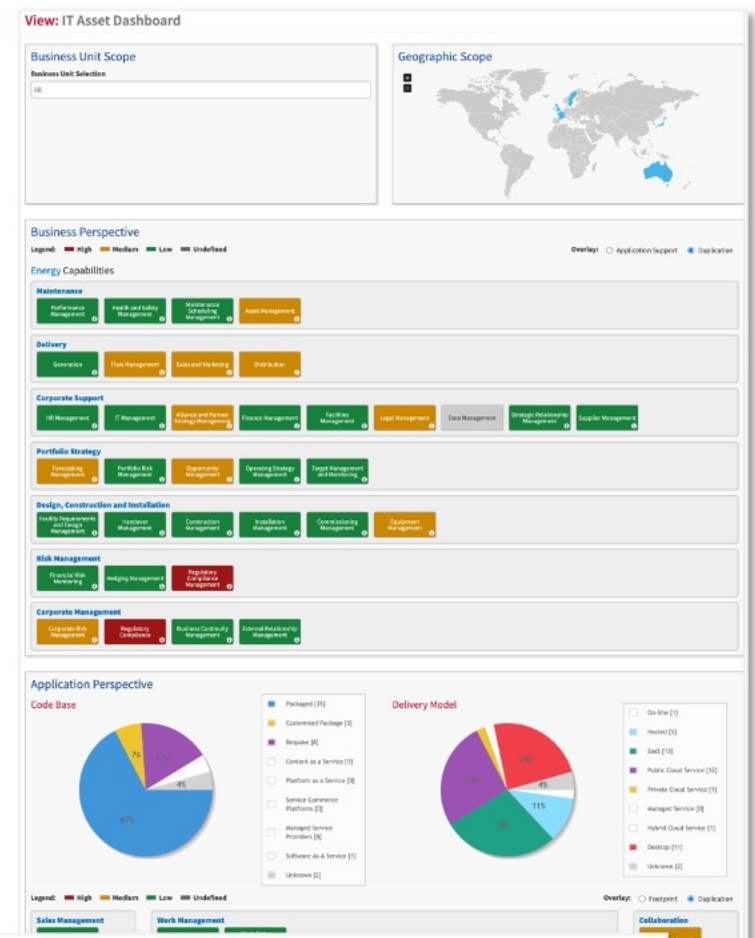 View: IT Asset Dashboard
Business Unit Scope
Business Unit Selection
All
Geographic Scope
Business Perspective
Legend: High Medium Low Undefined
Overlay: Application Support Duplication
Energy Capabilities
Maintenance
Performance Management
Health and Safety Management
Maintenance Scheduling Management
Asset Management
Delivery
Generation
Flow Management
Sales and Marketing
Distribution
Corporate Support
HR Management
IT Management
Alliance and Partner Strategy Management
Finance Management
Facilities Management
Legal Management
Data Management
Strategic Relationship Management
Supplier Management
Portfolio Strategy
Forecasting Management
Portfolio Risk Management
Opportunity Management
Operating Strategy Management
Target Management and Monitoring
Design, Construction and Installation
Facility Requirements and Design Management
Handover Management
Construction Management
Installation Management
Commissioning Management
Equipment Management
Risk Management
Financial Risk Monitoring
Hedging Management
Regulatory Compliance Management
Corporate Management
Corporate Risk Management
Regulatory Compliance
Business Continuity Management
External Relationship Management
Application Perspective
Code Base
67%
7%
17%
4%
Packaged [31]
Customised Package [3]
Bespoke [8]
Content as a Service [1]
Platform as a Service [0]
Service Commerce Platforms [0]
Managed Service Providers [0]
Software As A Service [1]
Unknown [2]
Delivery Model
24%
4%
11%
28%
On-Site [1]
Hosted [5]
SaaS [13]
Public Cloud Service [12]
Private Cloud Service [1]
Managed Service [0]
Hybrid Cloud Service [1]
Desktop [11]
Unknown [2]
Legend: High Medium Low Undefined
Overlay: Footprint Duplication
Sales Management
Work Management
Collaboration